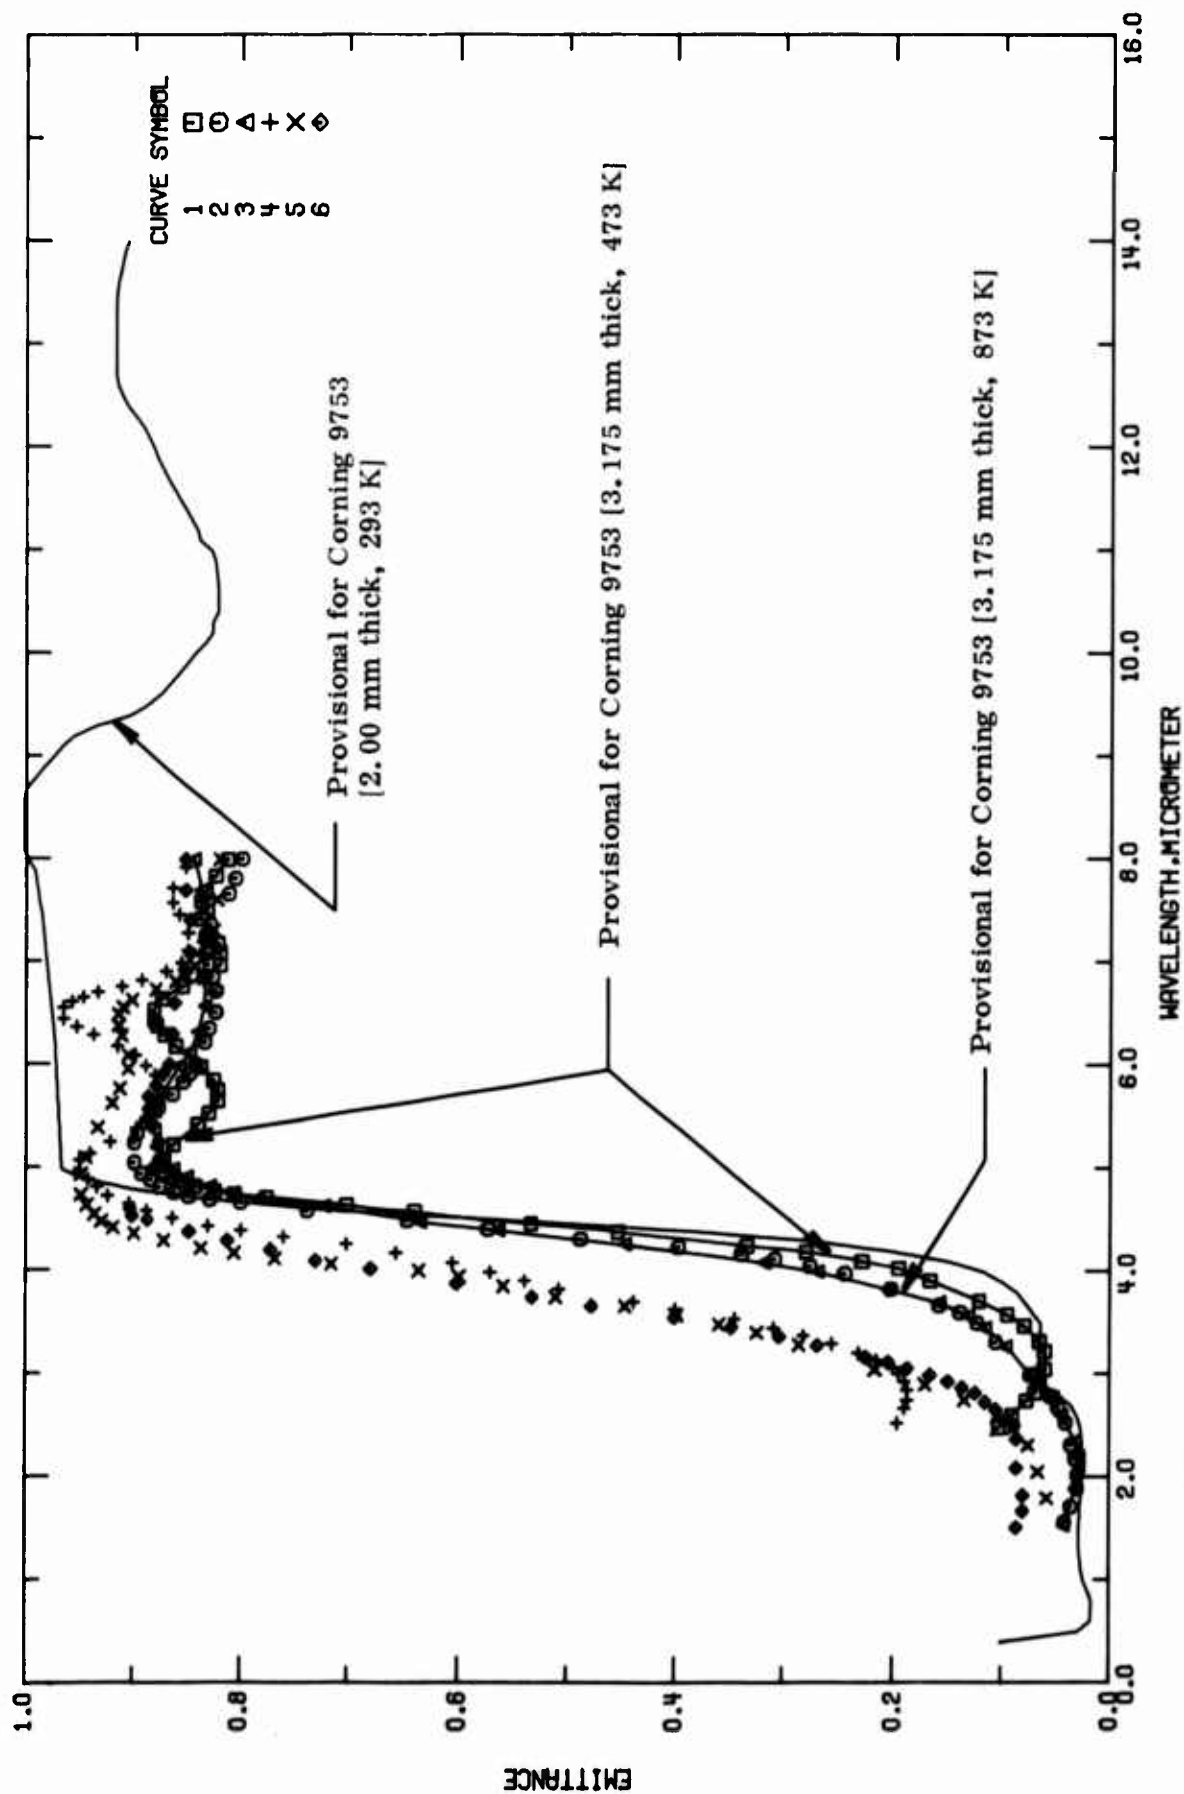 CURVE SYMBOL
1 □
2 ○
3 △
4 +
5 ×
6 ◇
Provisional for Corning 9753
[2.00 mm thick, 293 K]
Provisional for Corning 9753 [3.175 mm thick, 473 K]
Provisional for Corning 9753 [3.175 mm thick, 873 K]
EMITTANCE
1.0
0.8
0.6
0.4
0.2
0.0
0.0 2.0 4.0 6.0 8.0 10.0 12.0 14.0 16.0
WAVELENGTH,MICROMETER